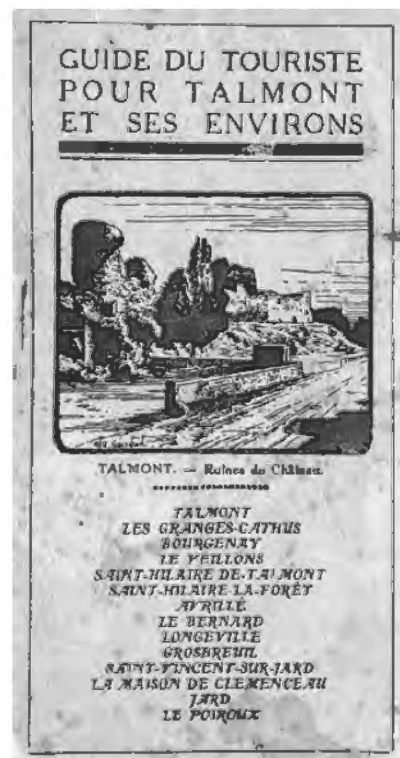 GUIDE DU TOURISTE
POUR TALMONT
ET SES ENVIRONS
TALMONT. — Ruines du Château.
TALMONT
LES GRANGES-CATHUS
BOURGENAY
LE VEILLONS
SAINT-HILAIRE DE-TALMONT
SAINT-HILAIRE-LA-FORÊT
AVRILLÉ
LE BERNARD
LONGEVILLE
GROSBREUIL
SAINT-VINCENT-SUR-JARD
LA MAISON DE CLEMENCEAU
JARD
LE POIROUX